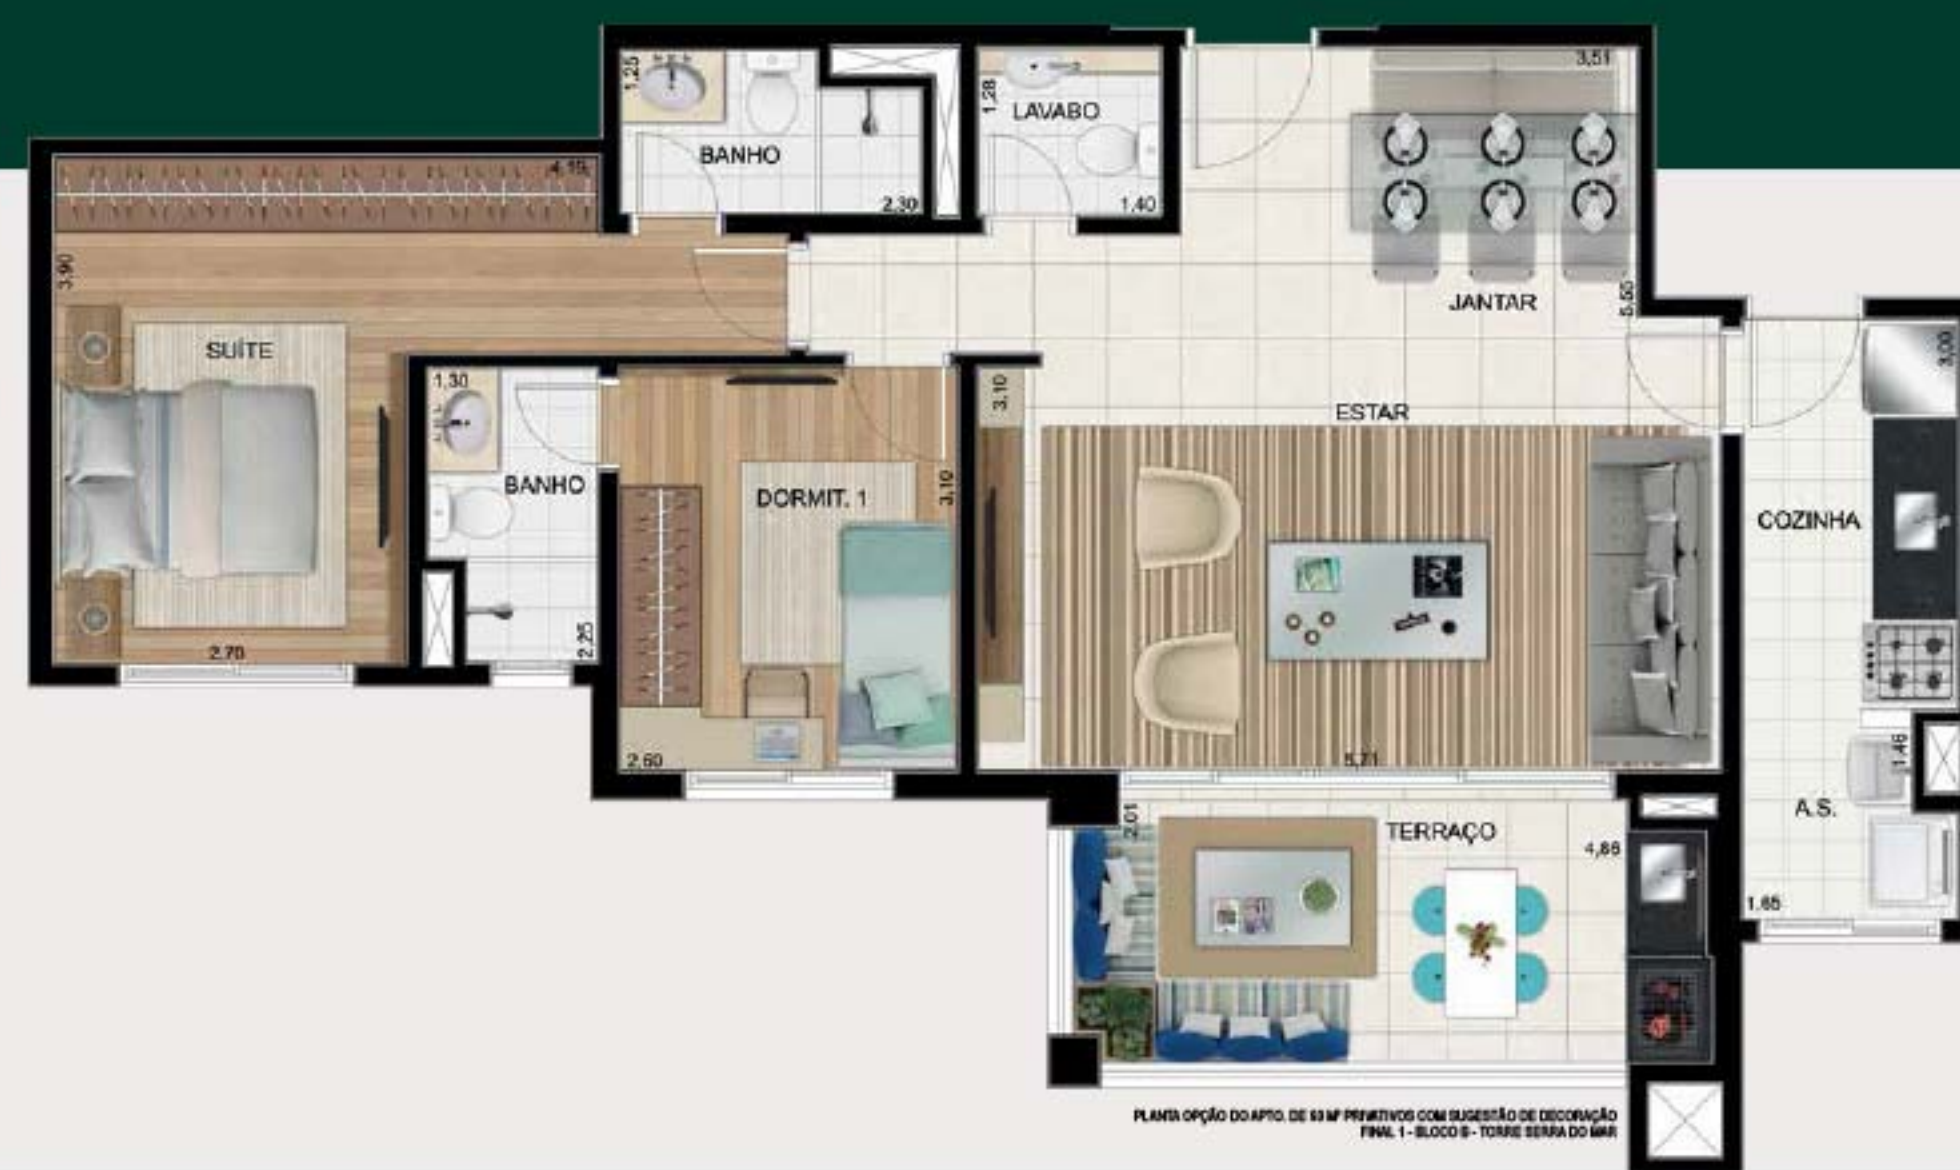 1,25
BANHO
2,30
1,28
LAVABO
1,40
3,51
4,19
3,90
SUÍTE
2,70
1,30
BANHO
2,25
DORMIT. 1
3,10
2,60
3,10
JANTAR
5,55
ESTAR
5,71
3,00
COZINHA
1,46
A.S.
1,65
2,01
TERRAÇO
4,86
PLANTA OPÇÃO DO APTO. DE 93 M² PRIVATIVOS COM SUGESTÃO DE DECORAÇÃO
FINAL 1 - BLOCO - TORRE SERRA DO MAR